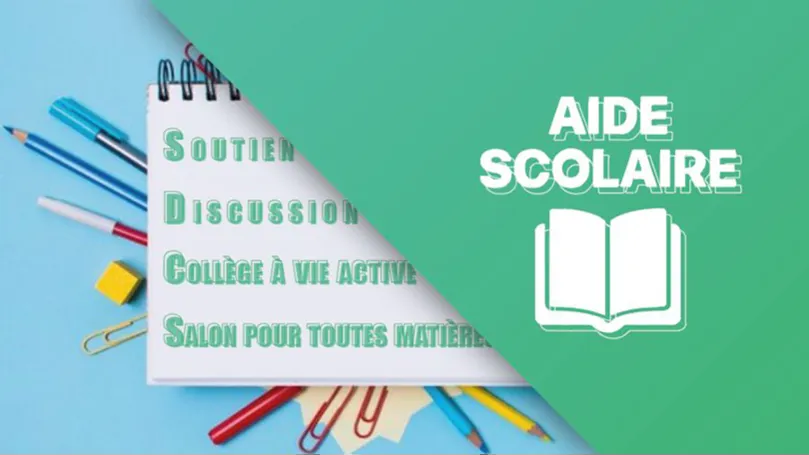 SOUTIEN
DISCUSSION
COLLÈGE À VIE ACTIVE
SALON POUR TOUTES MATIÈRES
AIDE
SCOLAIRE